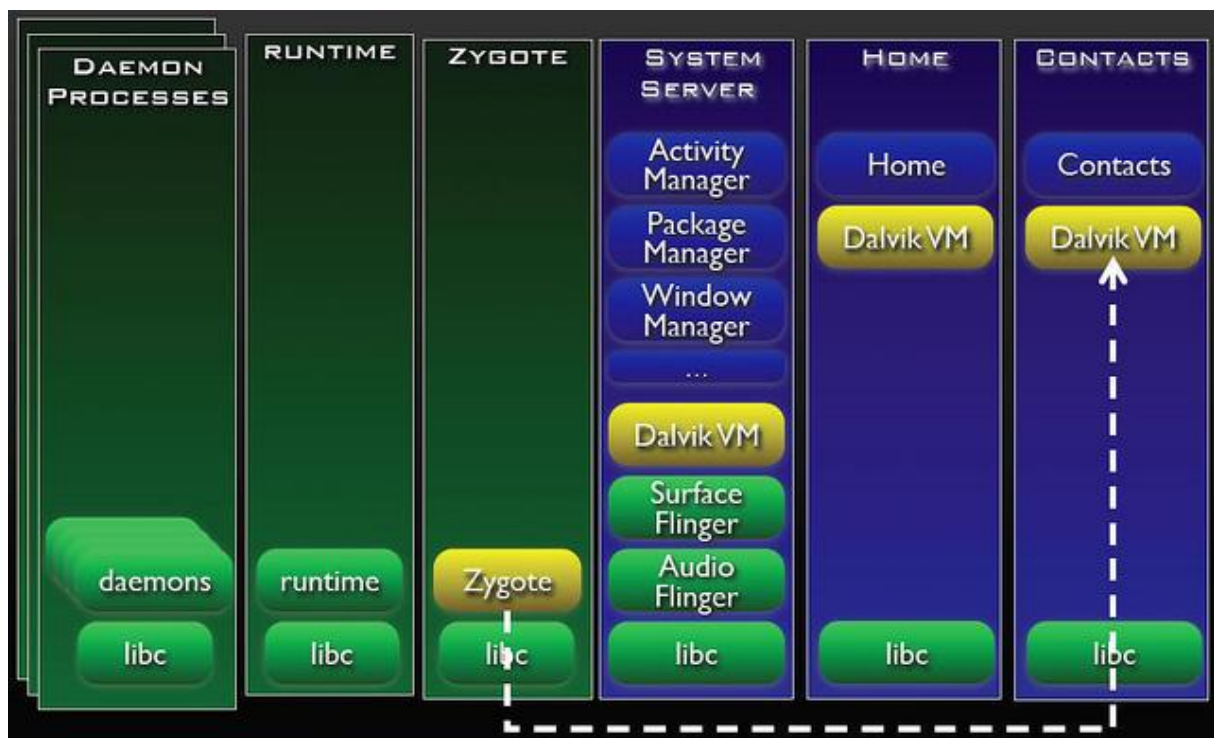 DAEMON
PROCESSES
daemons
libc
RUNTIME
runtime
libc
ZYGOTE
Zygote
libc
SYSTEM
SERVER
Activity
Manager
Package
Manager
Window
Manager
...
Dalvik VM
Surface
Flinger
Audio
Flinger
libc
HOME
Home
Dalvik VM
libc
CONTACTS
Contacts
Dalvik VM
libc